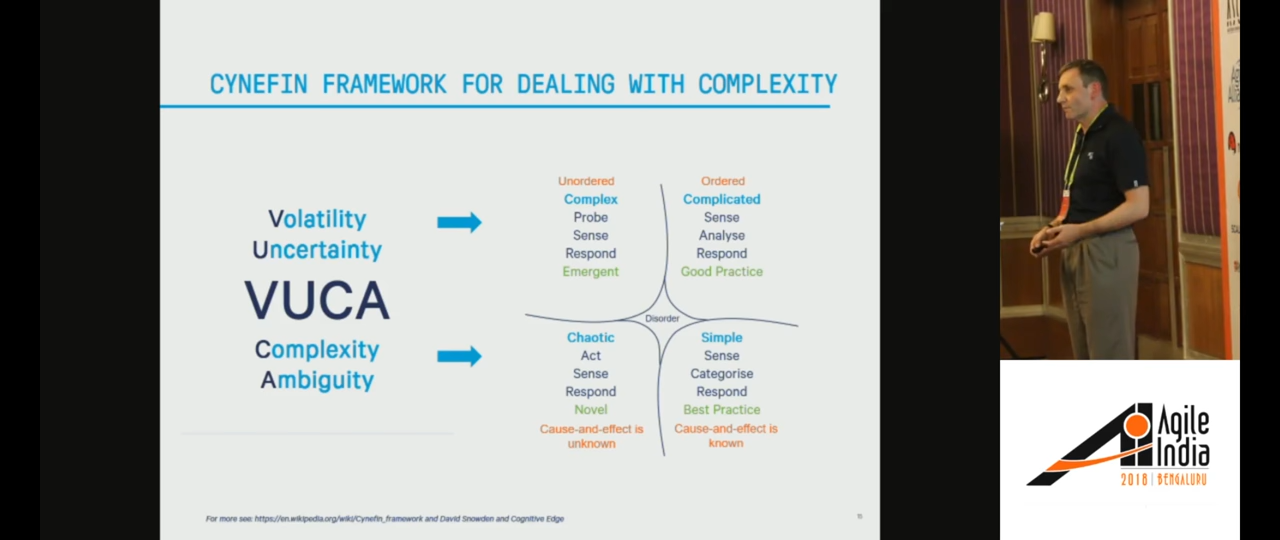 CYNEFIN FRAMEWORK FOR DEALING WITH COMPLEXITY
Volatility
Uncertainty
VUCA
Complexity
Ambiguity
Unordered
Complex
Probe
Sense
Respond
Emergent
Ordered
Complicated
Sense
Analyse
Respond
Good Practice
Disorder
Chaotic
Act
Sense
Respond
Novel
Cause-and-effect is
unknown
Simple
Sense
Categorise
Respond
Best Practice
Cause-and-effect is
known
For more see: https://en.wikipedia.org/wiki/Cynefin_framework and David Snowden and Cognitive Edge
15
Agile
India
2018 | BENGALURU